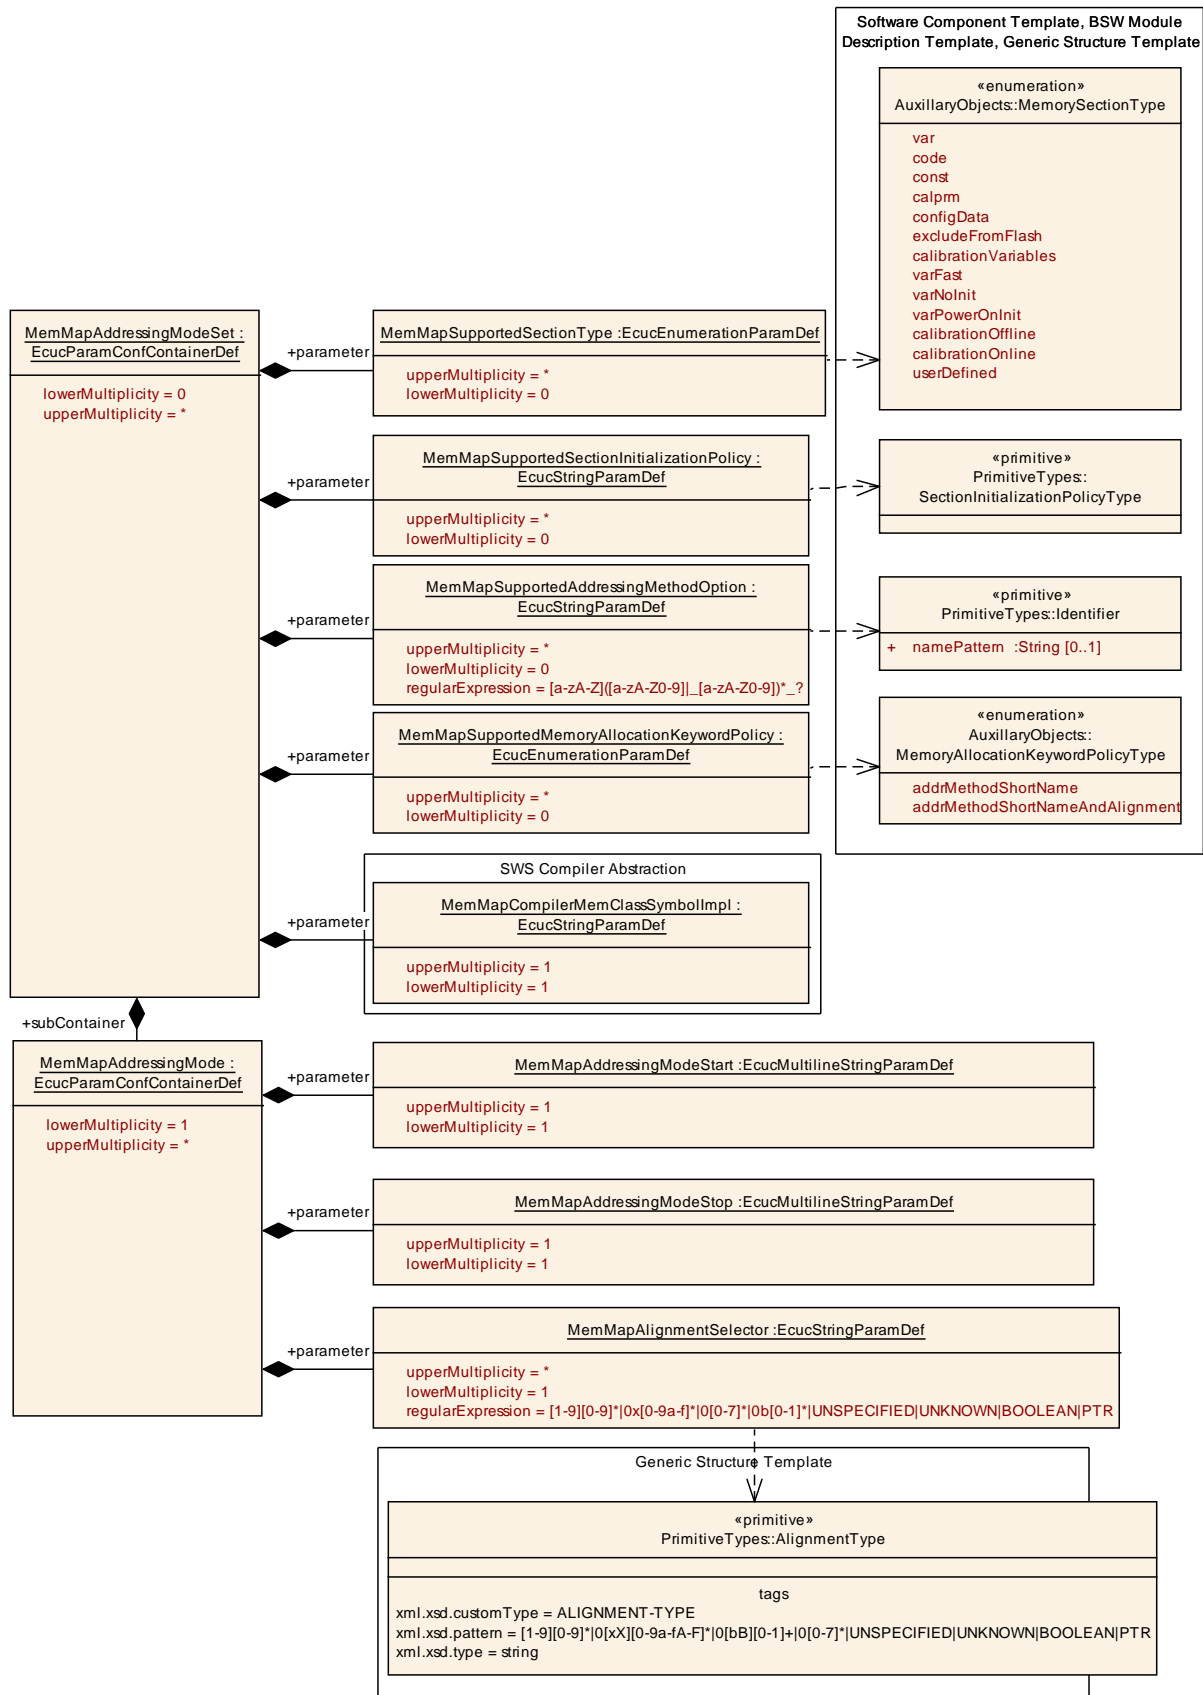 Software Component Template, BSW Module
Description Template, Generic Structure Template
«enumeration»
AuxillaryObjects::MemorySectionType
var
code
const
calprm
configData
excludeFromFlash
calibrationVariables
varFast
varNoInit
varPowerOnInit
calibrationOffline
calibrationOnline
userDefined
MemMapAddressingModeSet :
EcucParamConfContainerDef
lowerMultiplicity = 0
upperMultiplicity = *
+parameter
MemMapSupportedSectionType :EcucEnumerationParamDef
upperMultiplicity = *
lowerMultiplicity = 0
+parameter
MemMapSupportedSectionInitializationPolicy :
EcucStringParamDef
upperMultiplicity = *
lowerMultiplicity = 0
«primitive»
PrimitiveTypes::
SectionInitializationPolicyType
+parameter
MemMapSupportedAddressingMethodOption :
EcucStringParamDef
upperMultiplicity = *
lowerMultiplicity = 0
regularExpression = [a-zA-Z]([a-zA-Z0-9]|_[a-zA-Z0-9])*_?
«primitive»
PrimitiveTypes::Identifier
+ namePattern :String [0..1]
+parameter
MemMapSupportedMemoryAllocationKeywordPolicy :
EcucEnumerationParamDef
upperMultiplicity = *
lowerMultiplicity = 0
«enumeration»
AuxillaryObjects::
MemoryAllocationKeywordPolicyType
addrMethodShortName
addrMethodShortNameAndAlignment
SWS Compiler Abstraction
+parameter
MemMapCompilerMemClassSymbolImpl :
EcucStringParamDef
upperMultiplicity = 1
lowerMultiplicity = 1
+subContainer
MemMapAddressingMode :
EcucParamConfContainerDef
lowerMultiplicity = 1
upperMultiplicity = *
+parameter
MemMapAddressingModeStart :EcucMultilineStringParamDef
upperMultiplicity = 1
lowerMultiplicity = 1
+parameter
MemMapAddressingModeStop :EcucMultilineStringParamDef
upperMultiplicity = 1
lowerMultiplicity = 1
+parameter
MemMapAlignmentSelector :EcucStringParamDef
upperMultiplicity = *
lowerMultiplicity = 1
regularExpression = [1-9][0-9]*|0x[0-9a-f]*|0[0-7]*|0b[0-1]*|UNSPECIFIED|UNKNOWN|BOOLEAN|PTR
Generic Structure Template
«primitive»
PrimitiveTypes::AlignmentType
tags
xml.xsd.customType = ALIGNMENT-TYPE
xml.xsd.pattern = [1-9][0-9]*|0[xX][0-9a-fA-F]*|0[bB][0-1]+|0[0-7]*|UNSPECIFIED|UNKNOWN|BOOLEAN|PTR
xml.xsd.type = string